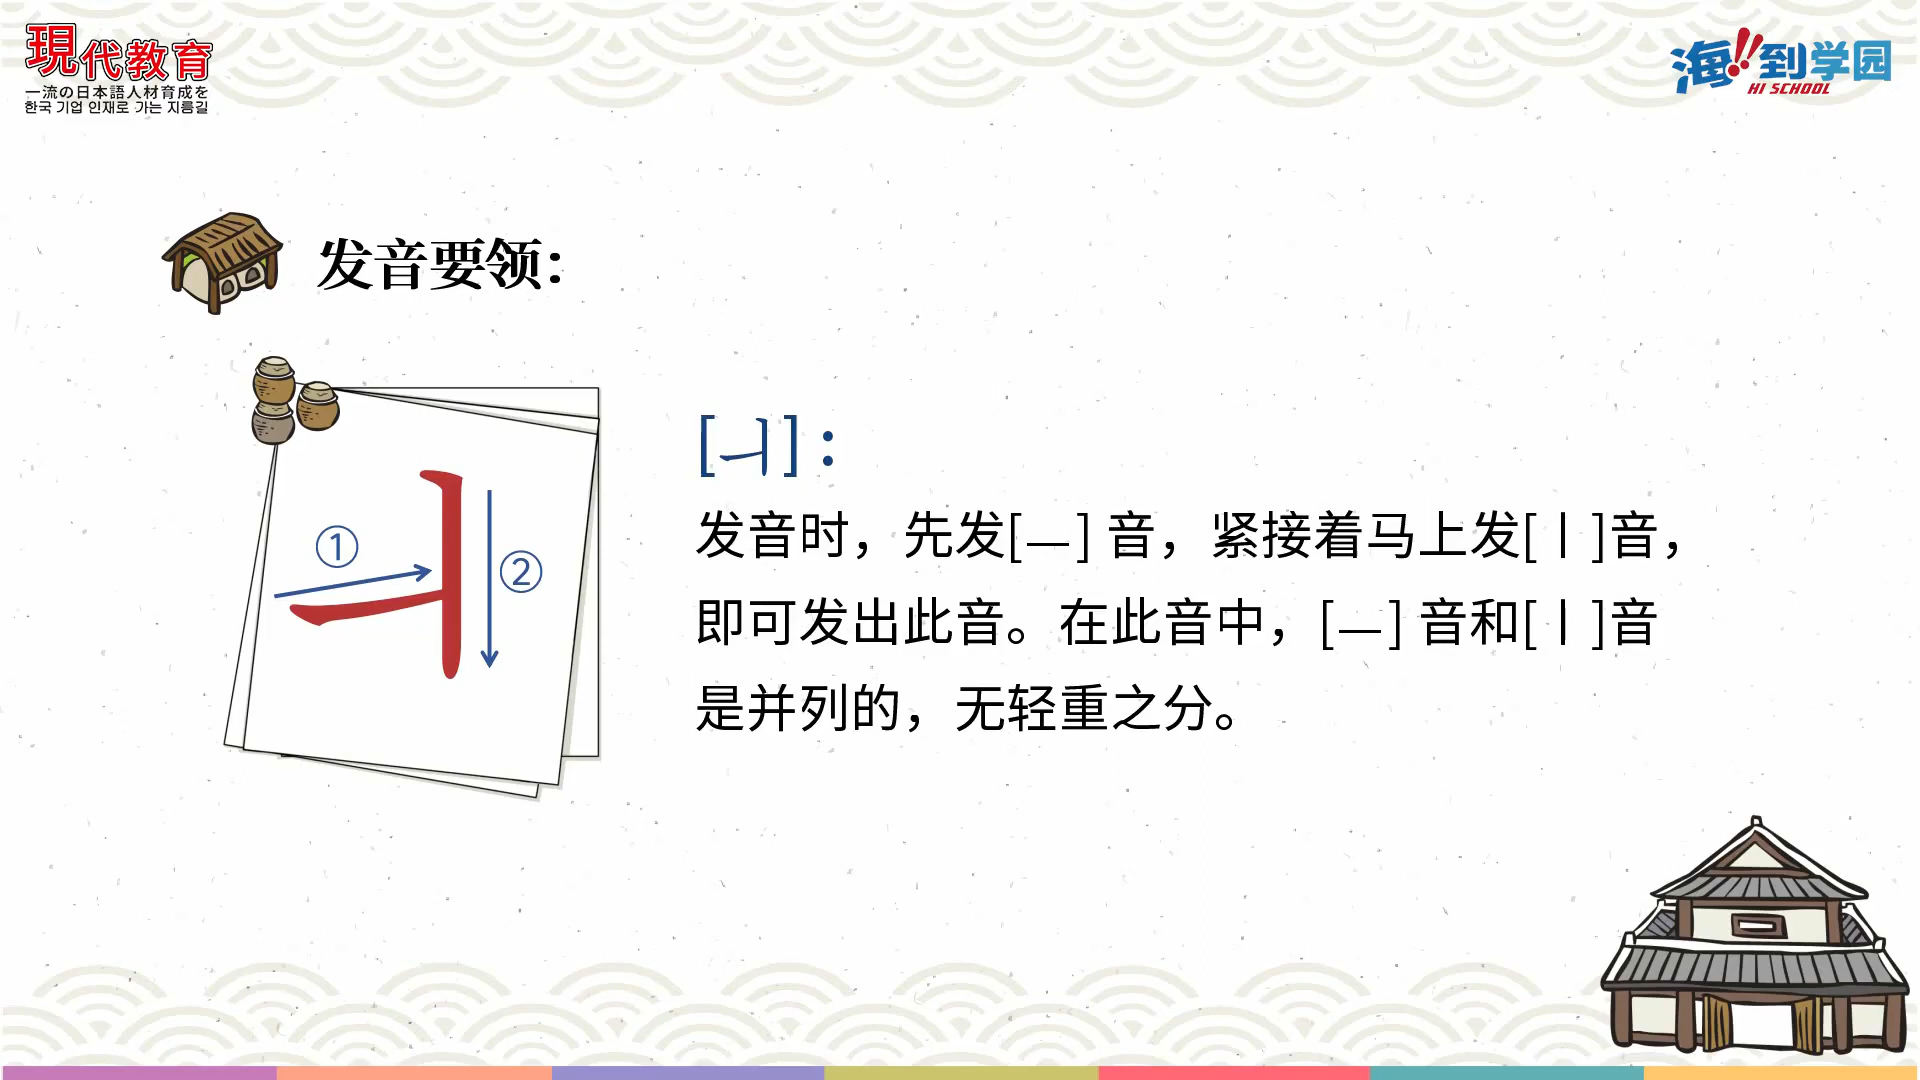 現代教育
一流の日本語人材育成を
한국 기업 인재로 가는 지름길
海!!到学园
HI SCHOOL
发音要领：
[ㅢ]：
① ② ㅢ
发音时，先发[ㅡ] 音，紧接着马上发[ㅣ]音，
即可发出此音。在此音中，[ㅡ] 音和[ㅣ]音
是并列的，无轻重之分。